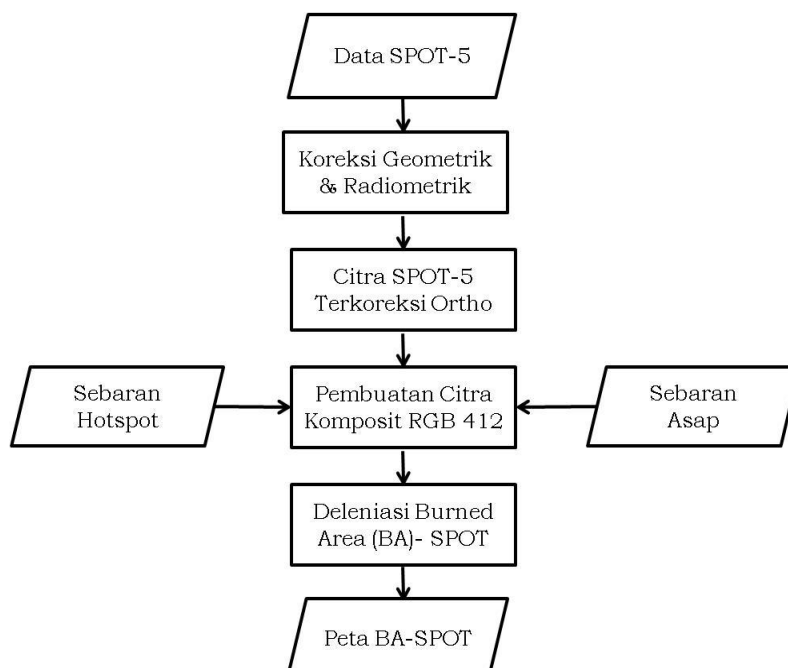 Data SPOT-5
Koreksi Geometrik
& Radiometrik
Citra SPOT-5
Terkoreksi Ortho
Sebaran
Hotspot
Pembuatan Citra
Komposit RGB 412
Sebaran
Asap
Deleniasi Burned
Area (BA)- SPOT
Peta BA-SPOT